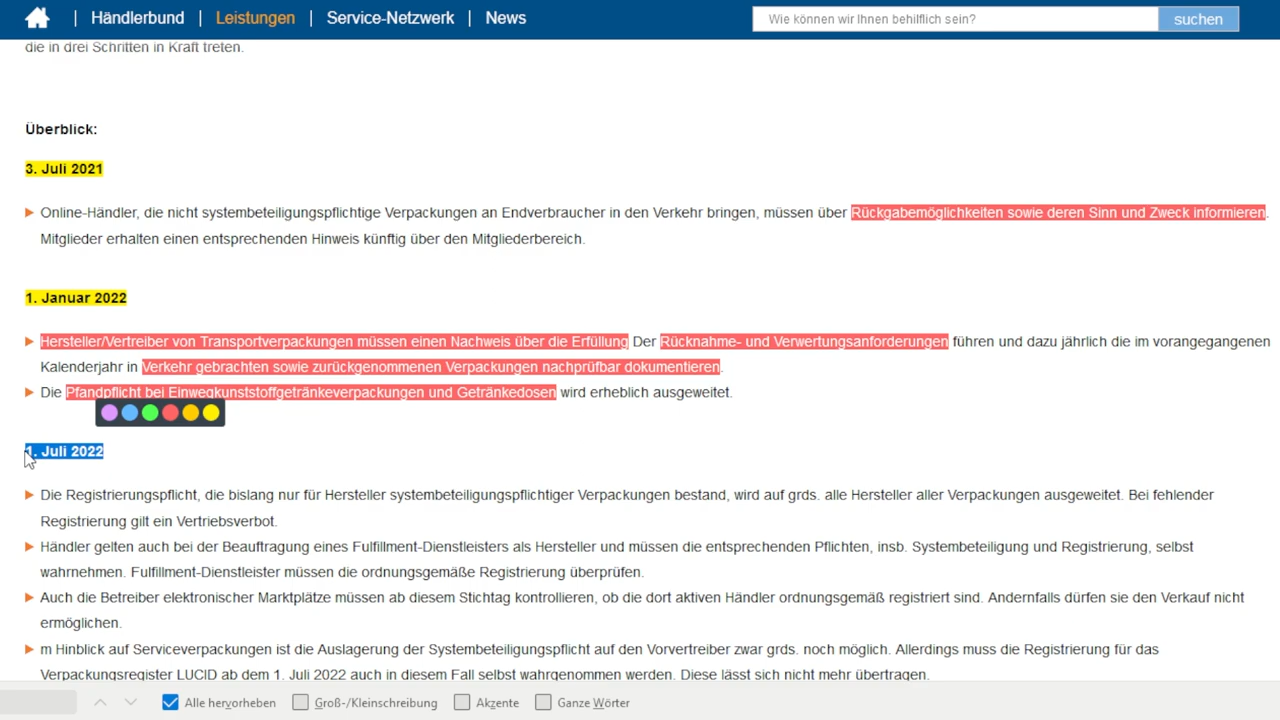 Händlerbund | Leistungen | Service-Netzwerk | News
Wie können wir Ihnen behilflich sein?
suchen
die in drei Schritten in Kraft treten.
Überblick:
3. Juli 2021
Online-Händler, die nicht systembeteiligungspflichtige Verpackungen an Endverbraucher in den Verkehr bringen, müssen über Rückgabemöglichkeiten sowie deren Sinn und Zweck informieren.
Mitglieder erhalten einen entsprechenden Hinweis künftig über den Mitgliederbereich.
1. Januar 2022
Hersteller/Vertreiber von Transportverpackungen müssen einen Nachweis über die Erfüllung Der Rücknahme- und Verwertungsanforderungen führen und dazu jährlich die im vorangegangenen
Kalenderjahr in Verkehr gebrachten sowie zurückgenommenen Verpackungen nachprüfbar dokumentieren.
Die Pfandpflicht bei Einwegkunststoffgetränkeverpackungen und Getränkedosen wird erheblich ausgeweitet.
1. Juli 2022
Die Registrierungspflicht, die bislang nur für Hersteller systembeteiligungspflichtiger Verpackungen bestand, wird auf grds. alle Hersteller aller Verpackungen ausgeweitet. Bei fehlender
Registrierung gilt ein Vertriebsverbot.
Händler gelten auch bei der Beauftragung eines Fulfillment-Dienstleisters als Hersteller und müssen die entsprechenden Pflichten, insb. Systembeteiligung und Registrierung, selbst
wahrnehmen. Fulfillment-Dienstleister müssen die ordnungsgemäße Registrierung überprüfen.
Auch die Betreiber elektronischer Marktplätze müssen ab diesem Stichtag kontrollieren, ob die dort aktiven Händler ordnungsgemäß registriert sind. Andernfalls dürfen sie den Verkauf nicht
ermöglichen.
m Hinblick auf Serviceverpackungen ist die Auslagerung der Systembeteiligungspflicht auf den Vorvertreiber zwar grds. noch möglich. Allerdings muss die Registrierung für das
Verpackungsregister LUCID ab dem 1. Juli 2022 auch in diesem Fall selbst wahrgenommen werden. Diese lässt sich nicht mehr übertragen.
Alle hervorheben Groß-/Kleinschreibung Akzente Ganze Wörter